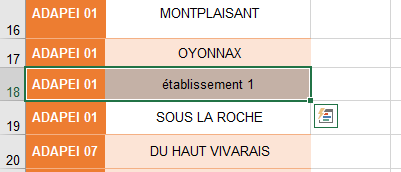 16 ADAPEI 01 MONTPLAISANT
17 ADAPEI 01 OYONNAX
18 ADAPEI 01 établissement 1
19 ADAPEI 01 SOUS LA ROCHE
20 ADAPEI 07 DU HAUT VIVARAIS